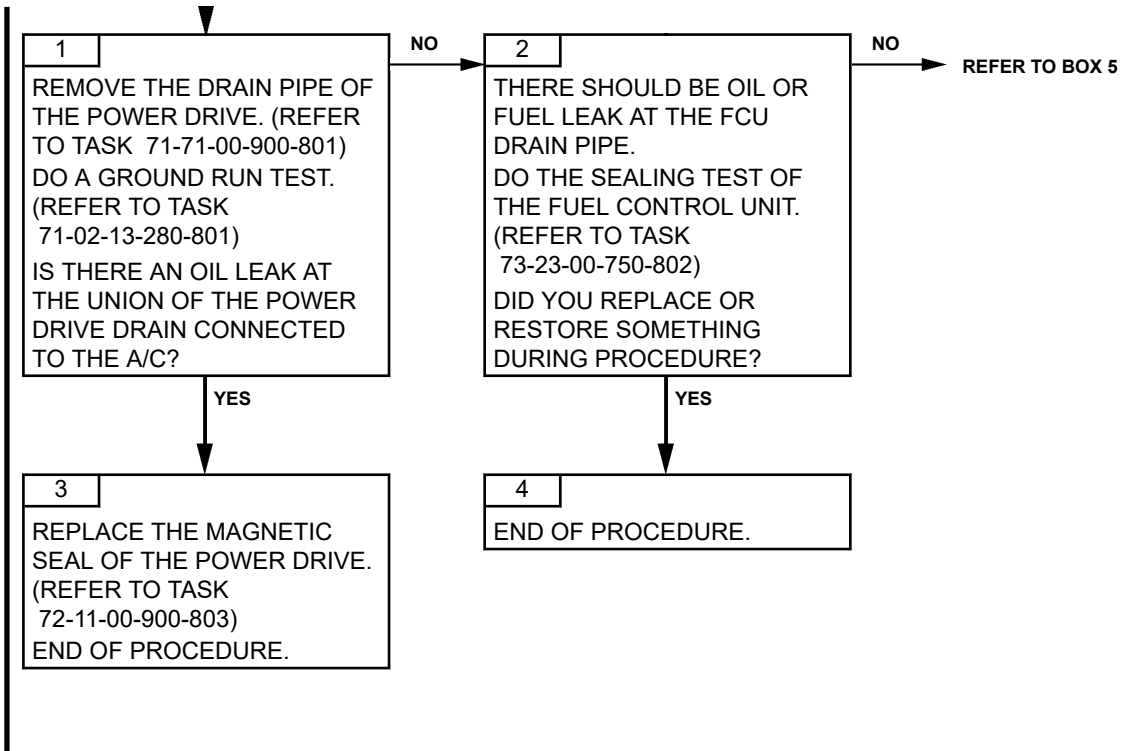 1
REMOVE THE DRAIN PIPE OF
THE POWER DRIVE. (REFER
TO TASK 71-71-00-900-801)
DO A GROUND RUN TEST.
(REFER TO TASK
71-02-13-280-801)
IS THERE AN OIL LEAK AT
THE UNION OF THE POWER
DRIVE DRAIN CONNECTED
TO THE A/C?
NO
2
THERE SHOULD BE OIL OR
FUEL LEAK AT THE FCU
DRAIN PIPE.
DO THE SEALING TEST OF
THE FUEL CONTROL UNIT.
(REFER TO TASK
73-23-00-750-802)
DID YOU REPLACE OR
RESTORE SOMETHING
DURING PROCEDURE?
NO
REFER TO BOX 5
YES
YES
3
REPLACE THE MAGNETIC
SEAL OF THE POWER DRIVE.
(REFER TO TASK
72-11-00-900-803)
END OF PROCEDURE.
4
END OF PROCEDURE.